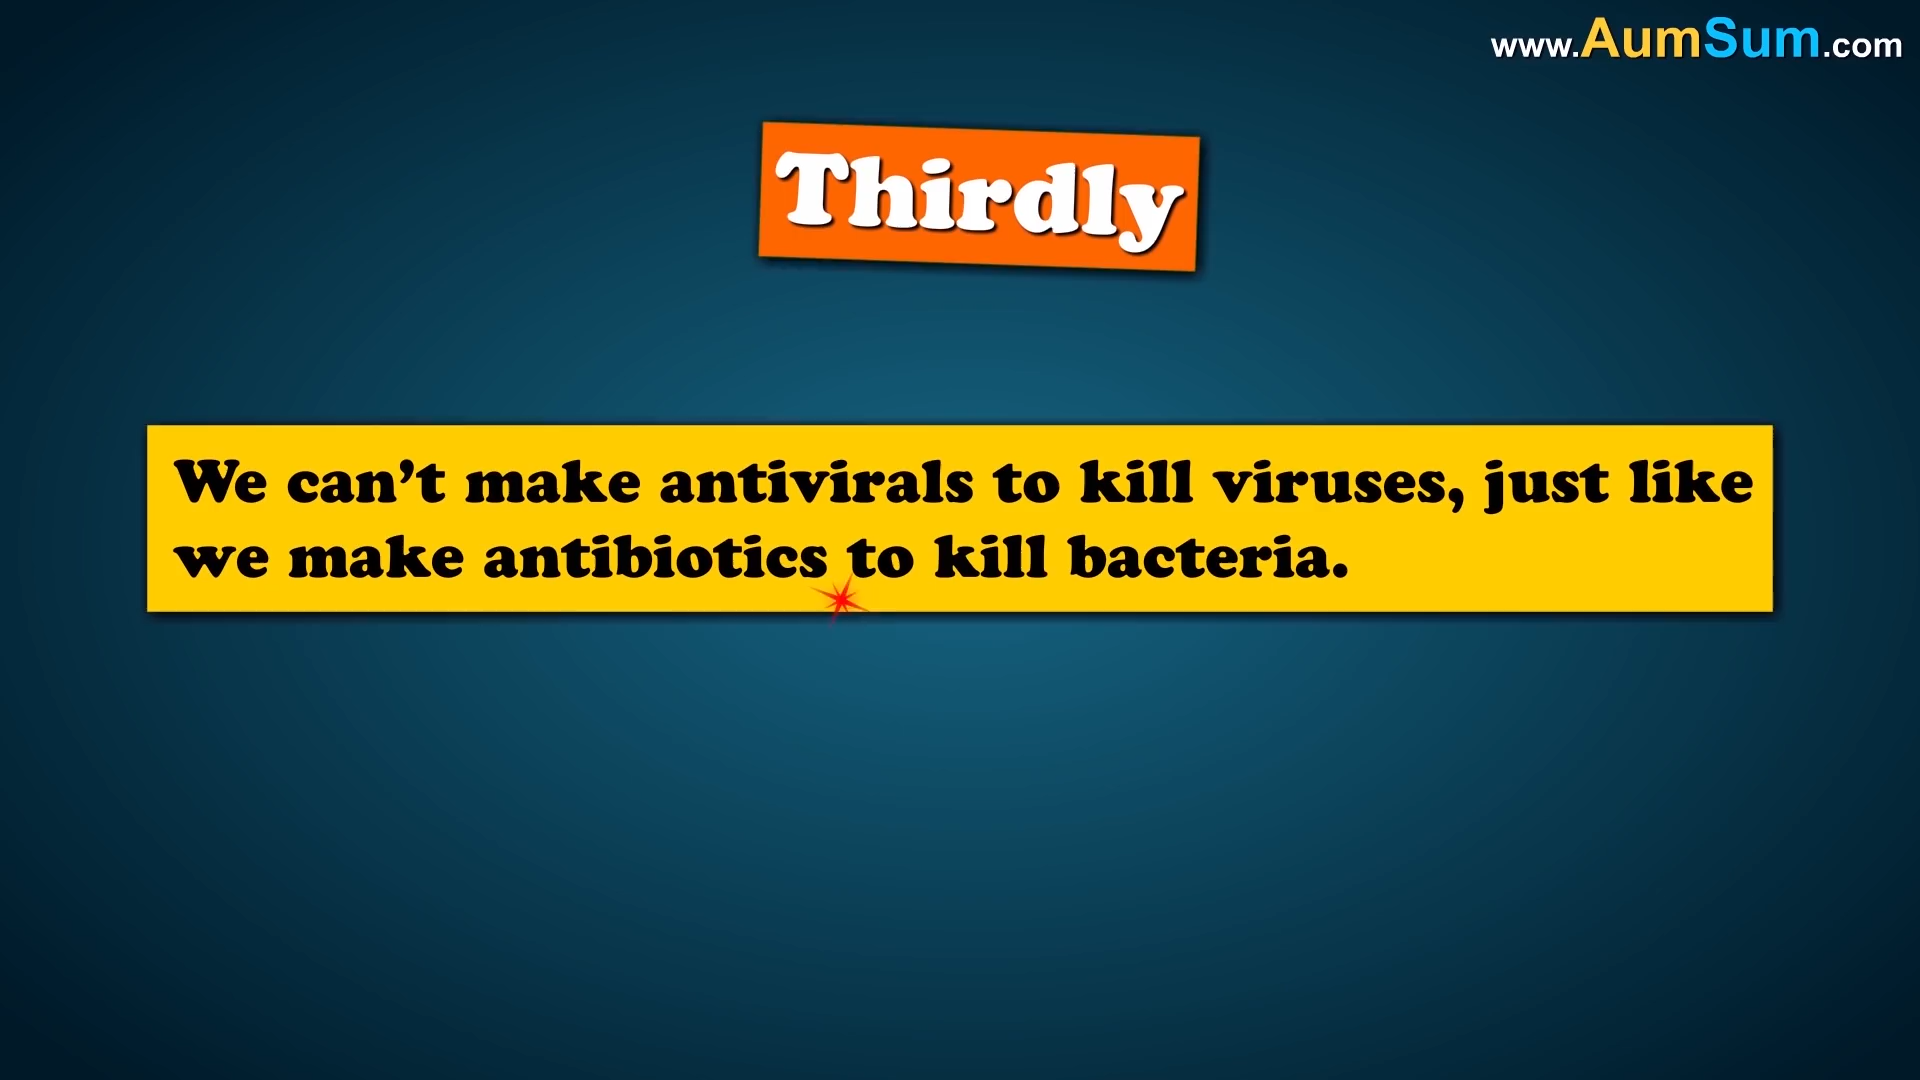 www.AumSum.com
Thirdly
We can’t make antivirals to kill viruses, just like
we make antibiotics to kill bacteria.